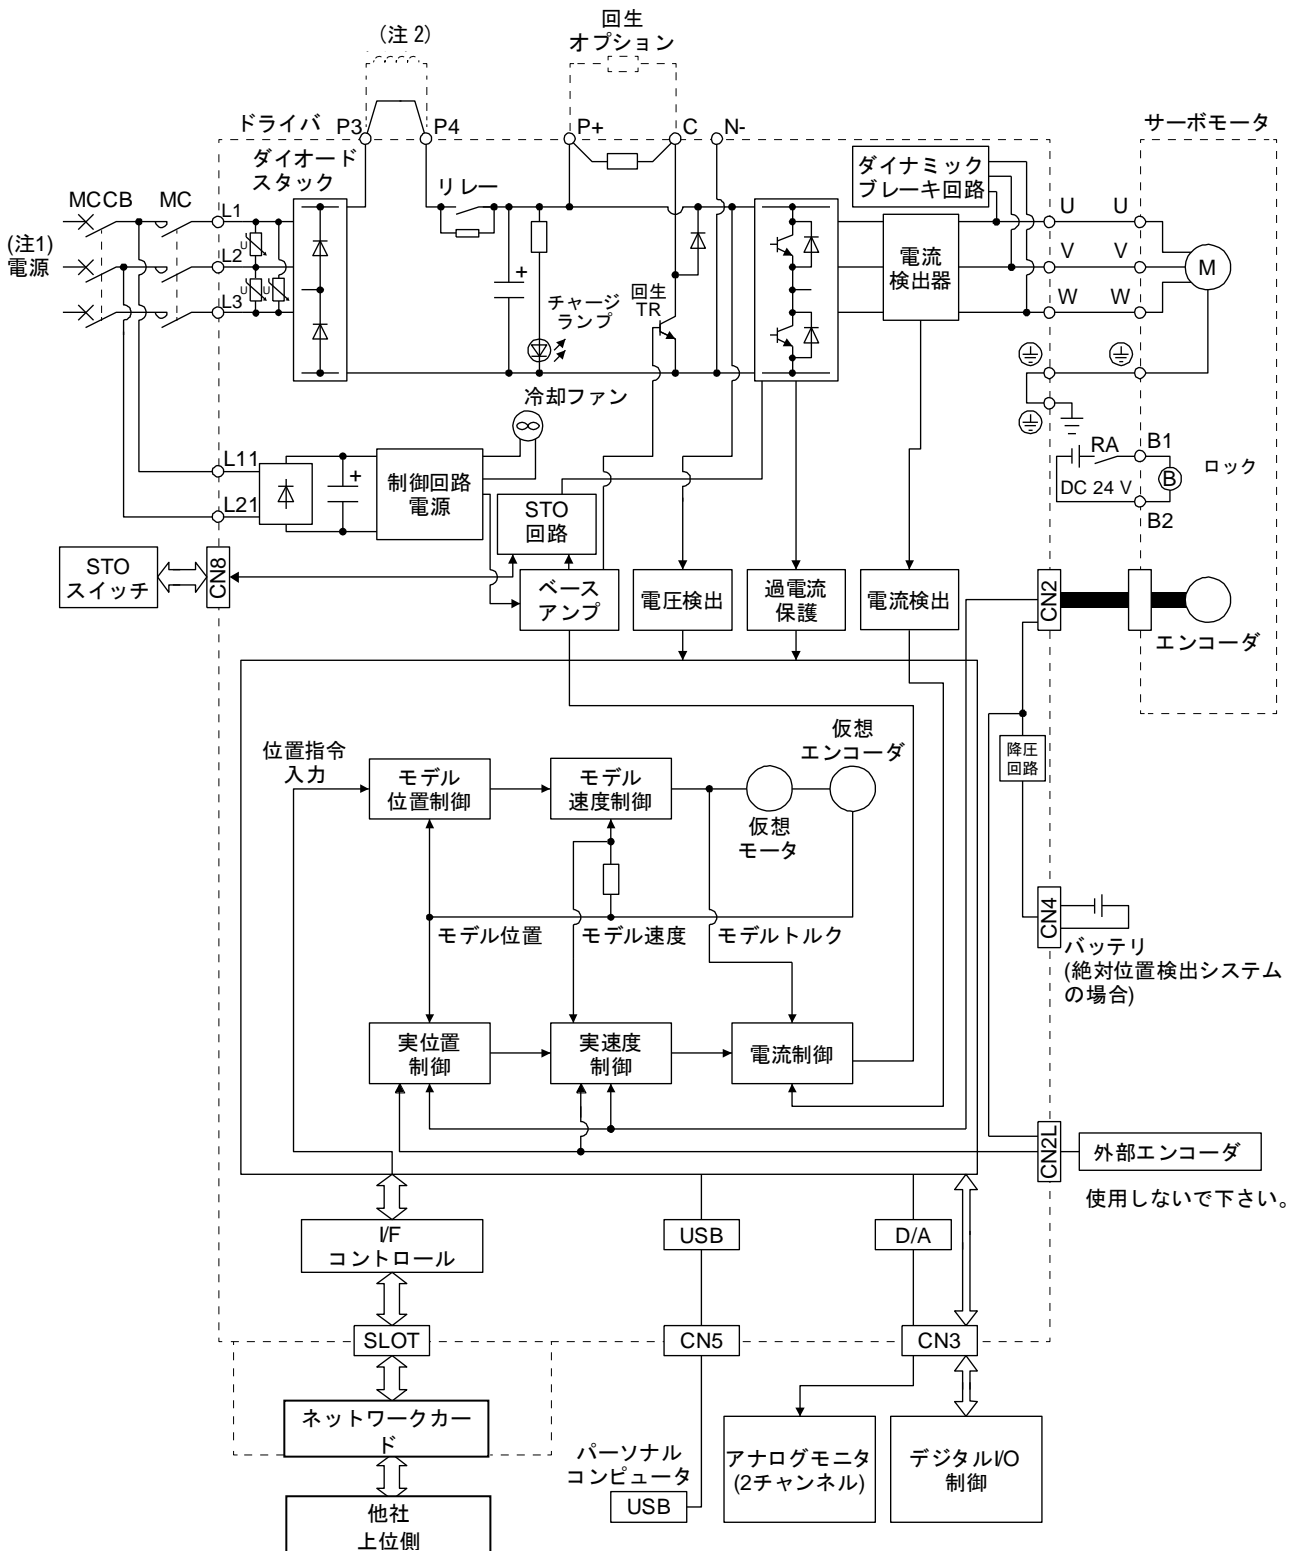 (注 2)
回生
オプション
ドライバ
P3
P4
P+
C
N-
サーボモータ
ダイオード
スタック
リレー
ダイナミック
ブレーキ回路
MCCB
MC
L1
U
U
(注1)
電源
U
L2
電流
検出器
V
V
M
+
回生
TR
チャージ
ランプ
U
U
L3
W
W
冷却ファン
L11
+
制御回路
電源
RA
B1
ロック
B
DC 24 V
L21
STO
回路
B2
STO
スイッチ
CN8
ベース
アンプ
電圧検出
過電流
保護
電流検出
CN2
エンコーダ
仮想
エンコーダ
位置指令
入力
モデル
位置制御
モデル
速度制御
降圧
回路
仮想
モータ
モデル位置
モデル速度
モデルトルク
CN4
バッテリ
(絶対位置検出システム
の場合)
実位置
制御
実速度
制御
電流制御
CN2L
外部エンコーダ
使用しないで下さい。
I/F
コントロール
USB
D/A
SLOT
CN5
CN3
ネットワークカー
ド
パーソナル
コンピュータ
USB
アナログモニタ
(2チャンネル)
デジタルI/O
制御
他社
上位側